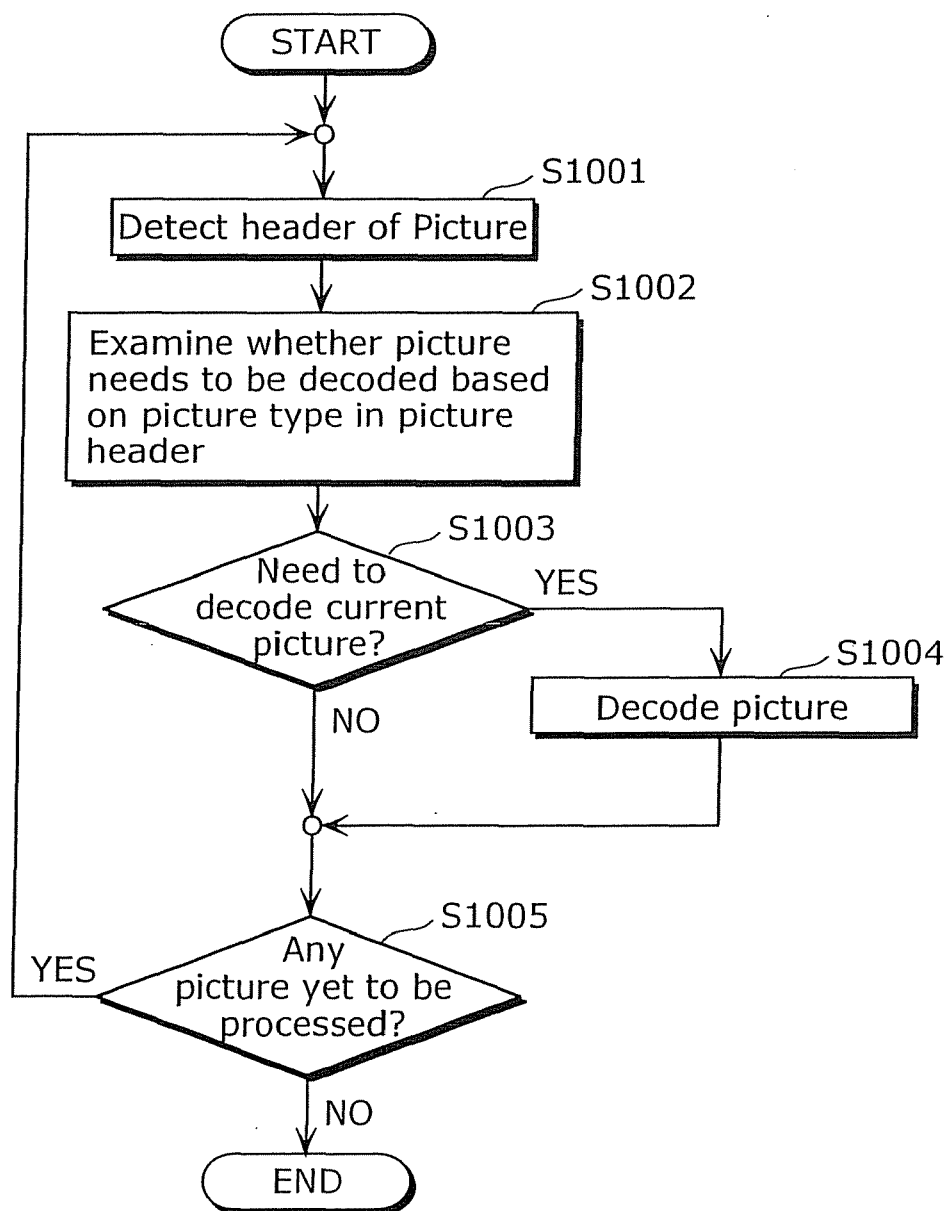 START
S1001
Detect header of Picture
S1002
Examine whether picture
needs to be decoded based
on picture type in picture
header
S1003
Need to
decode current
picture?
YES
S1004
Decode picture
NO
S1005
Any
picture yet to be
processed?
YES
NO
END